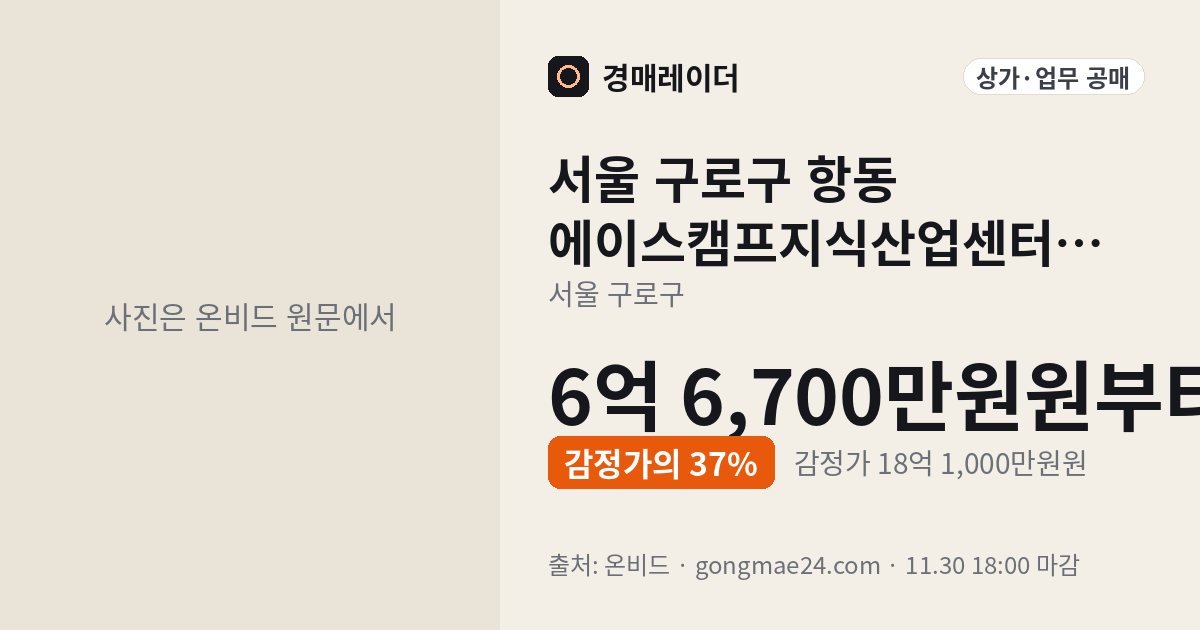 사진은 온비드 원문에서
경매레이더
상가·업무 공매
서울 구로구 항동
에이스캠프지식산업센터…
서울 구로구
6억 6,700만원원부터
감정가의 37%
감정가 18억 1,000만원원
출처: 온비드 · gongmae24.com · 11.30 18:00 마감